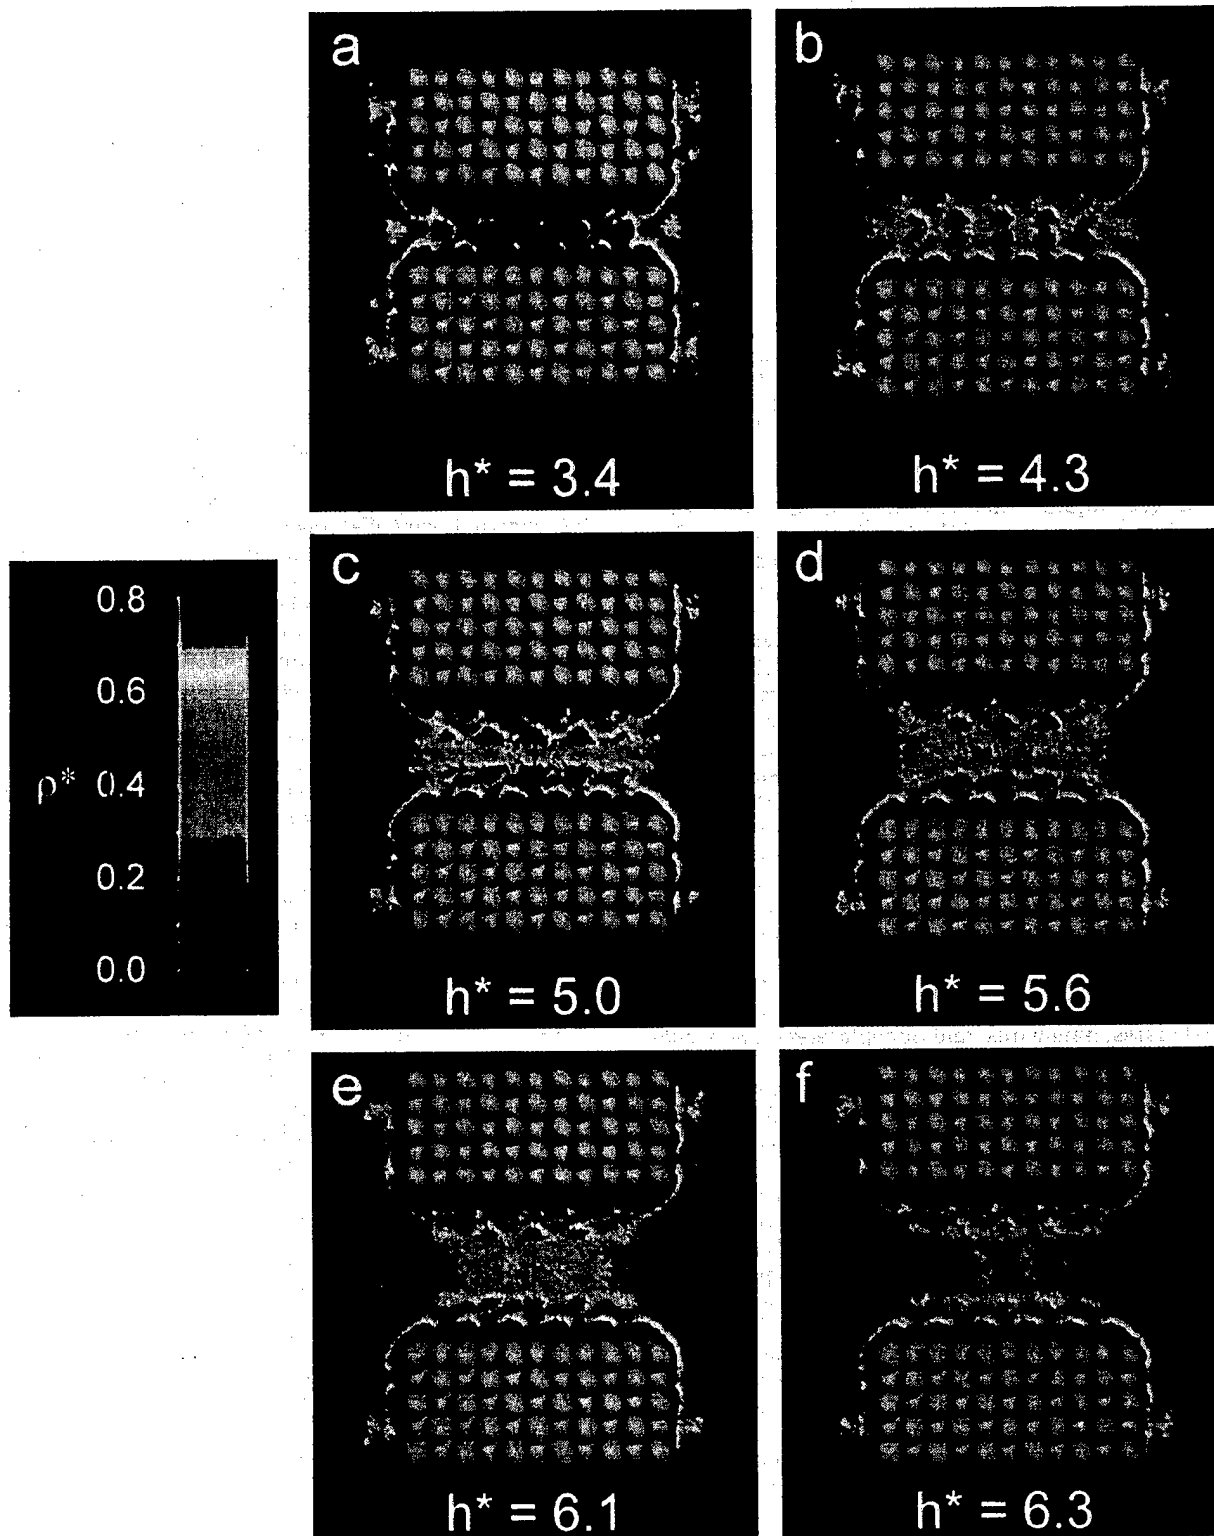 a
b
h* = 3.4
h* = 4.3
c
d
0.8
0.6
ρ* 0.4
0.2
0.0
h* = 5.0
h* = 5.6
e
f
h* = 6.1
h* = 6.3